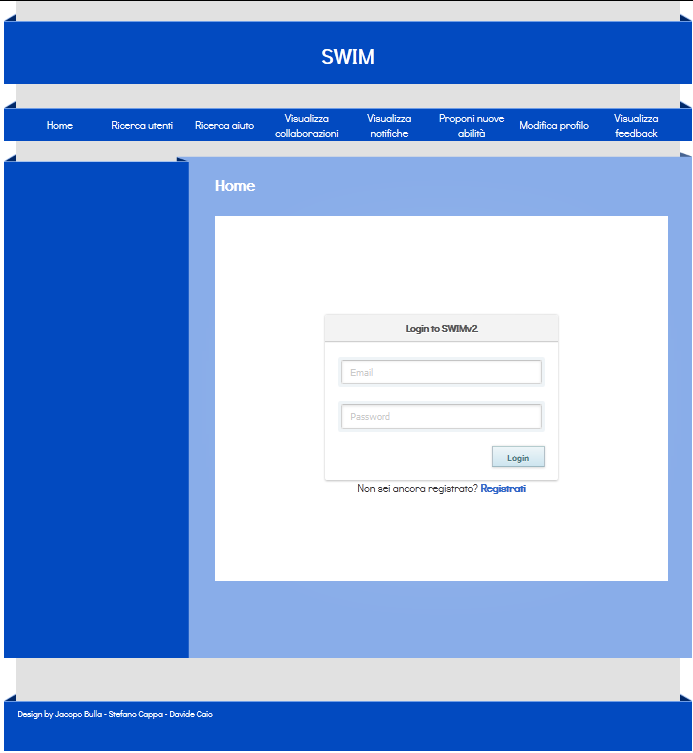 SWIM
Home
Ricerca utenti
Ricerca aiuto
Visualizza
collaborazioni
Visualizza
notifiche
Proponi nuove
abilità
Modifica profilo
Visualizza
feedback
Home
Login to SWIMv2
Email
Password
Login
Non sei ancora registrato? Registrati
Design by Jacopo Bulla - Stefano Cappa - Davide Caio